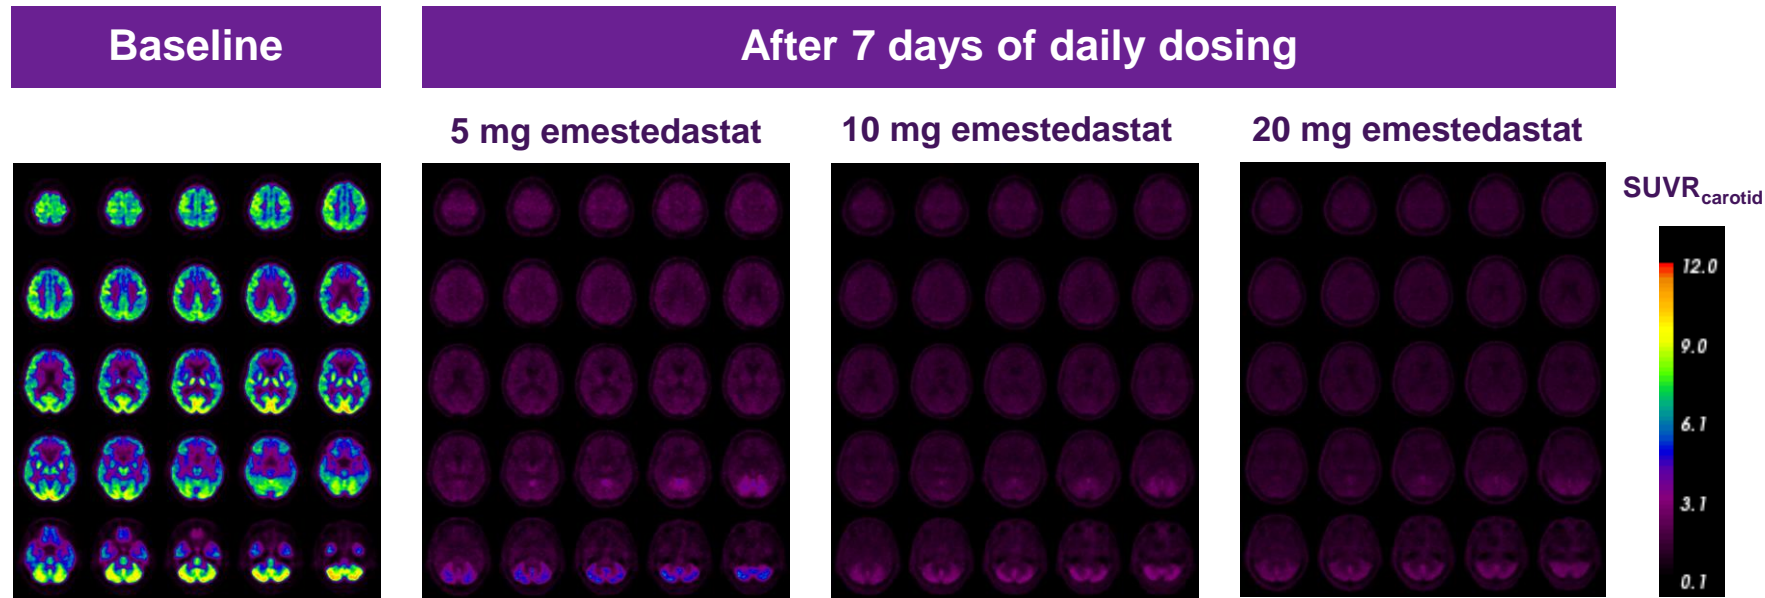 Baseline
After 7 days of daily dosing
5 mg emestedastat
10 mg emestedastat
20 mg emestedastat
SUVRcarotid
12.0
9.0
6.1
3.1
0.1